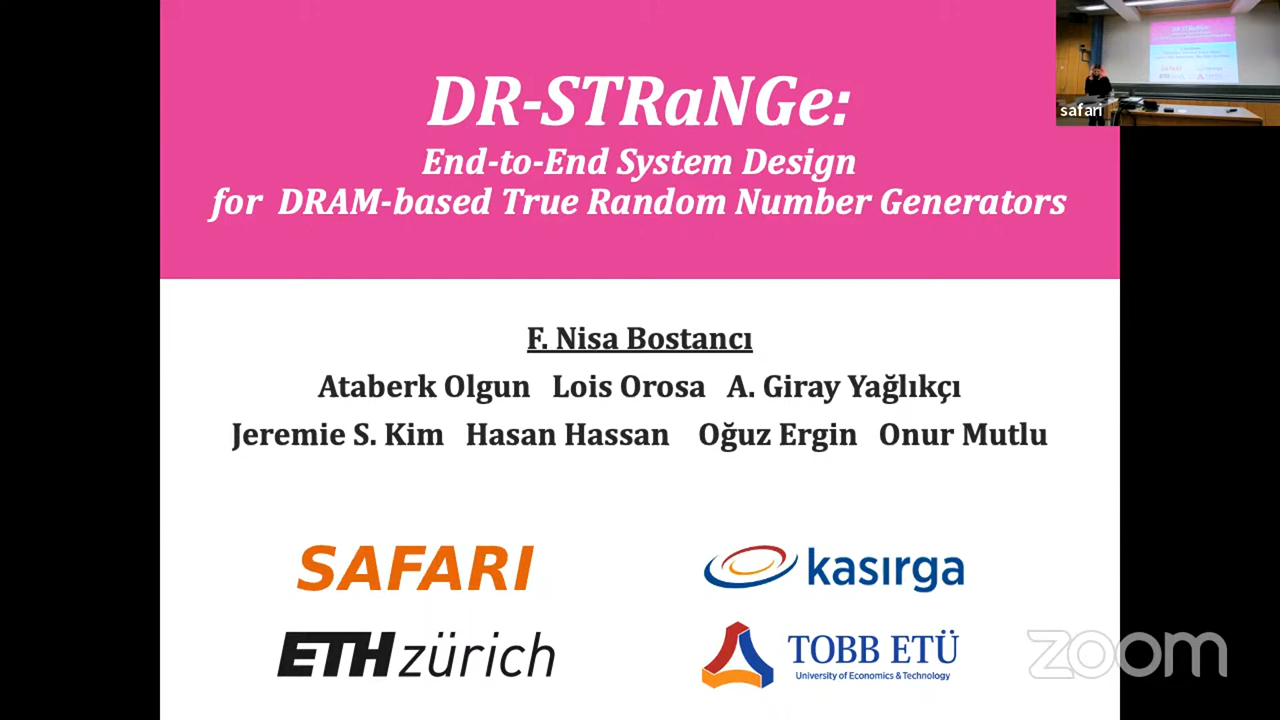 DR-STRaNGe:
End-to-End System Design
for DRAM-based True Random Number Generators
safari
F. Nisa Bostancı
Ataberk Olgun Lois Orosa A. Giray Yağlıkçı
Jeremie S. Kim Hasan Hassan Oğuz Ergin Onur Mutlu
SAFARI
kasırga
ETH zürich
TOBB ETÜ
University of Economics & Technology
zoom